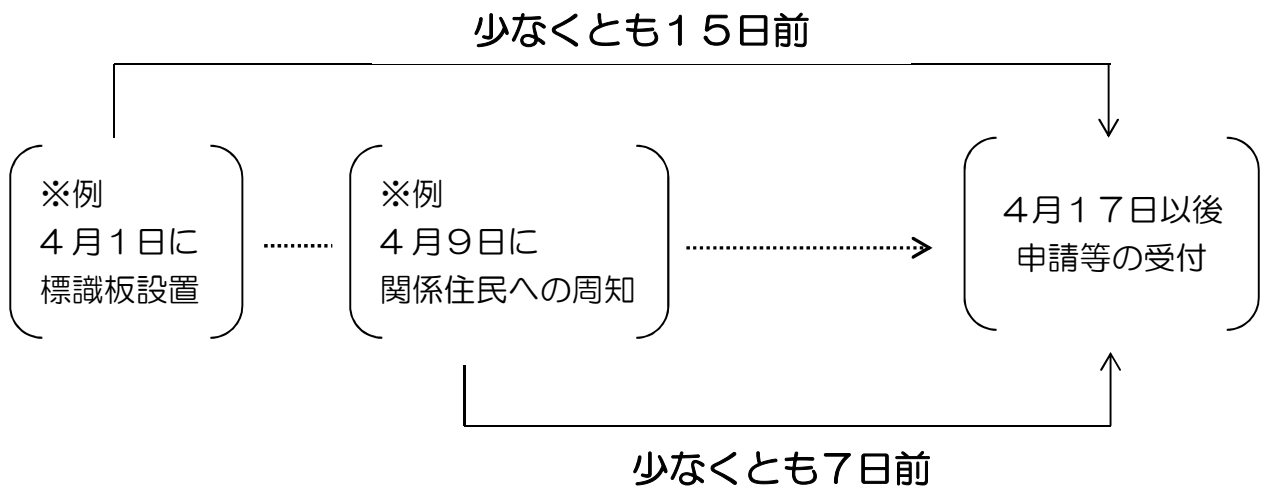 少なくとも１５日前
※例
４月１日に
標識板設置
※例
４月９日に
関係住民への周知
４月１７日以後
申請等の受付
少なくとも７日前